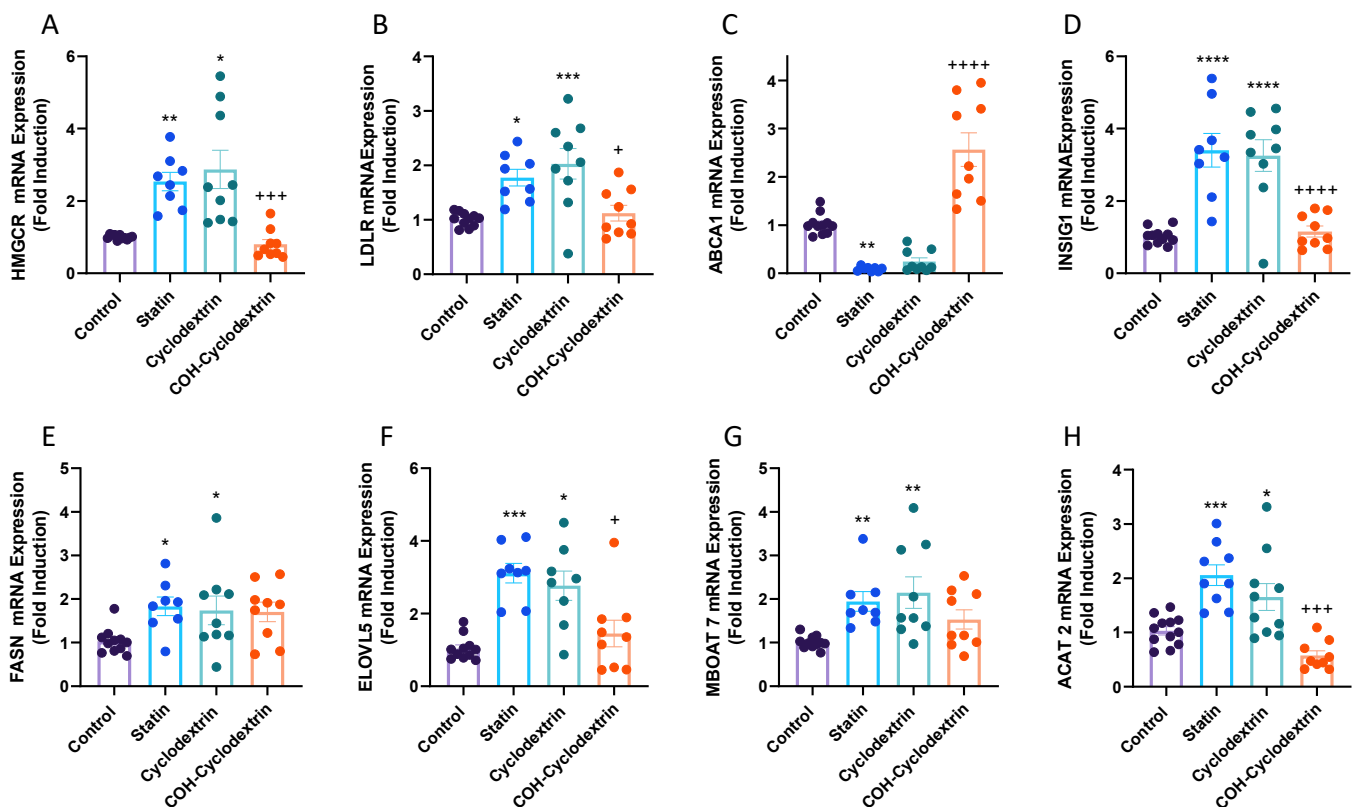 A
HMGCR mRNA Expression
(Fold Induction)
6
4
2
0
**
*
+++
Control
Statin
Cyclodextrin
COH-Cyclodextrin
B
LDLR mRNAExpression
(Fold Induction)
4
3
2
1
0
*
***
+
Control
Statin
Cyclodextrin
COH-Cyclodextrin
C
ABCA1 mRNA Expression
(Fold Induction)
5
4
3
2
1
0
**
++++
Control
Statin
Cyclodextrin
COH-Cyclodextrin
D
INSIG1 mRNAExpression
(Fold Induction)
6
4
2
0
****
****
++++
Control
Statin
Cyclodextrin
COH-Cyclodextrin
E
FASN mRNA Expression
(Fold Induction)
5
4
3
2
1
0
*
*
Control
Statin
Cyclodextrin
COH-Cyclodextrin
F
ELOVL5 mRNA Expression
(Fold Induction)
6
5
4
3
2
1
0
***
*
+
Control
Statin
Cyclodextrin
COH-Cyclodextrin
G
MBOAT 7 mRNA Expression
(Fold Induction)
5
4
3
2
1
0
**
**
Control
Statin
Cyclodextrin
COH-Cyclodextrin
H
ACAT 2 mRNA Expression
(Fold Induction)
4
3
2
1
0
***
*
+++
Control
Statin
Cyclodextrin
COH-Cyclodextrin